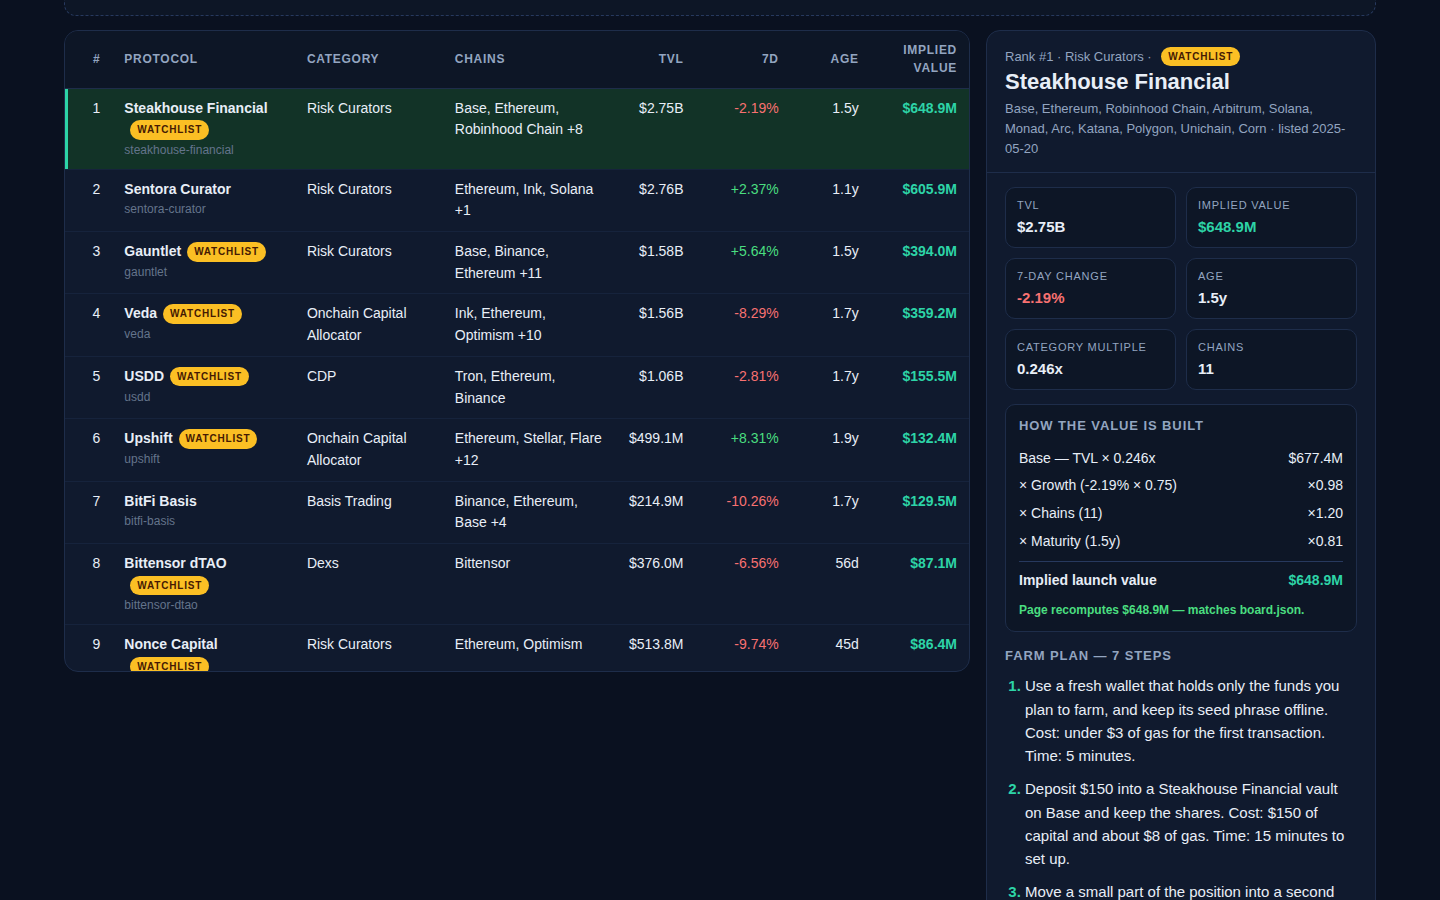 # PROTOCOL CATEGORY CHAINS TVL 7D AGE IMPLIED VALUE
1 Steakhouse Financial Risk Curators Base, Ethereum, $2.75B -2.19% 1.5y $648.9M
WATCHLIST Robinhood Chain +8
steakhouse-financial
2 Sentora Curator Risk Curators Ethereum, Ink, Solana $2.76B +2.37% 1.1y $605.9M
sentora-curator +1
3 Gauntlet WATCHLIST Risk Curators Base, Binance, $1.58B +5.64% 1.5y $394.0M
gauntlet Ethereum +11
4 Veda WATCHLIST Onchain Capital Ink, Ethereum, $1.56B -8.29% 1.7y $359.2M
veda Allocator Optimism +10
5 USDD WATCHLIST CDP Tron, Ethereum, $1.06B -2.81% 1.7y $155.5M
usdd Binance
6 Upshift WATCHLIST Onchain Capital Ethereum, Stellar, Flare $499.1M +8.31% 1.9y $132.4M
upshift Allocator +12
7 BitFi Basis Basis Trading Binance, Ethereum, $214.9M -10.26% 1.7y $129.5M
bitfi-basis Base +4
8 Bittensor dTAO Dexs Bittensor $376.0M -6.56% 56d $87.1M
WATCHLIST
bittensor-dtao
9 Nonce Capital Risk Curators Ethereum, Optimism $513.8M -9.74% 45d $86.4M
WATCHLIST
Rank #1 · Risk Curators · WATCHLIST
Steakhouse Financial
Base, Ethereum, Robinhood Chain, Arbitrum, Solana,
Monad, Arc, Katana, Polygon, Unichain, Corn · listed 2025-
05-20
TVL IMPLIED VALUE
$2.75B $648.9M
7-DAY CHANGE AGE
-2.19% 1.5y
CATEGORY MULTIPLE CHAINS
0.246x 11
HOW THE VALUE IS BUILT
Base — TVL × 0.246x $677.4M
× Growth (-2.19% × 0.75) ×0.98
× Chains (11) ×1.20
× Maturity (1.5y) ×0.81
Implied launch value $648.9M
Page recomputes $648.9M — matches board.json.
FARM PLAN — 7 STEPS
1. Use a fresh wallet that holds only the funds you
plan to farm, and keep its seed phrase offline.
Cost: under $3 of gas for the first transaction.
Time: 5 minutes.
2. Deposit $150 into a Steakhouse Financial vault
on Base and keep the shares. Cost: $150 of
capital and about $8 of gas. Time: 15 minutes to
set up.
3. Move a small part of the position into a second